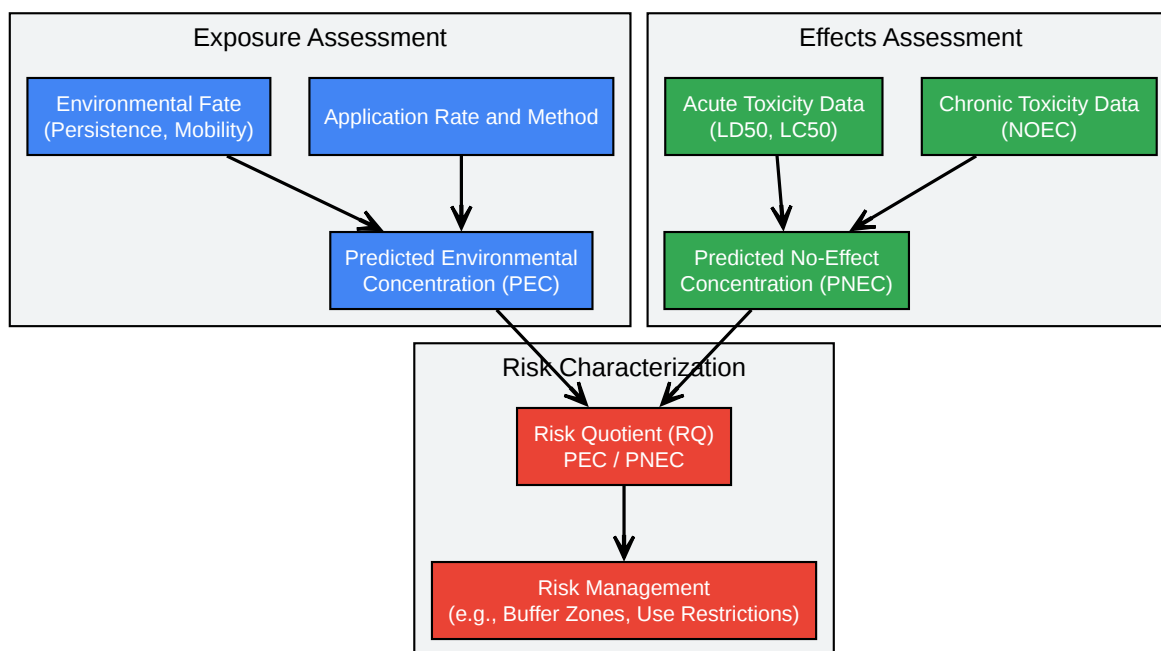 Exposure Assessment
Environmental Fate
(Persistence, Mobility)
Application Rate and Method
Predicted Environmental
Concentration (PEC)
Effects Assessment
Acute Toxicity Data
(LD50, LC50)
Chronic Toxicity Data
(NOEC)
Predicted No-Effect
Concentration (PNEC)
Risk Characterization
Risk Quotient (RQ)
PEC / PNEC
Risk Management
(e.g., Buffer Zones, Use Restrictions)